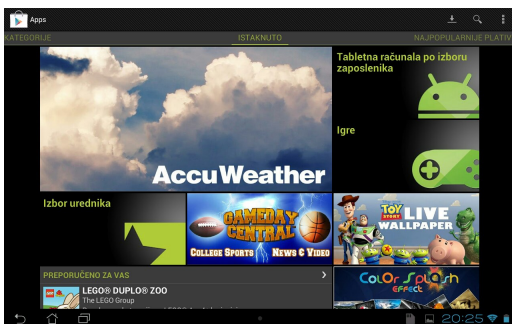 Apps
KATEGORIJE
ISTAKNUTO
NAJPOPULARNIJE PLATIV
AccuWeather
Tabletna računala po izboru
zaposlenika
Igre
Izbor urednika
GAMEDAY
CENTRAL
COLLEGE SPORTS NEWS & VIDEO
TOY
STORY
LIVE
WALLPAPER
PREPORUČENO ZA VAS
LEGO® DUPLO® ZOO
The LEGO Group
COLOR SPLASH
EFFECT
20:25